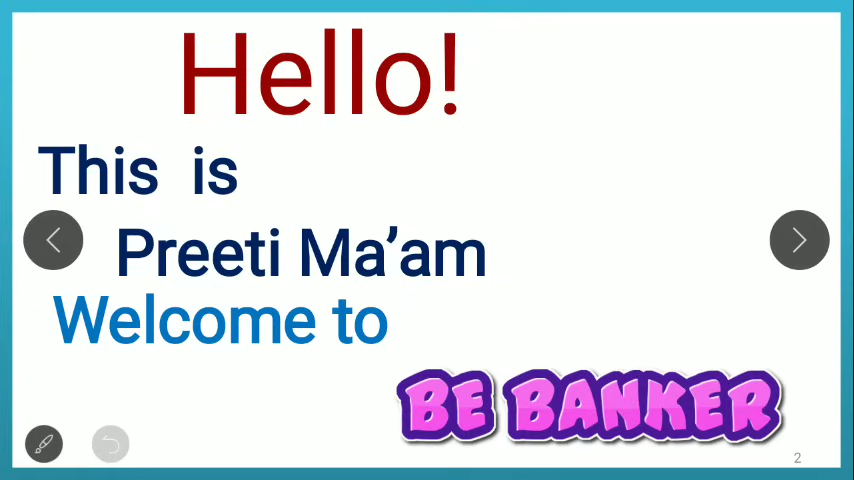 Hello!
This is
Preeti Ma’am
Welcome to
BE BANKER
2